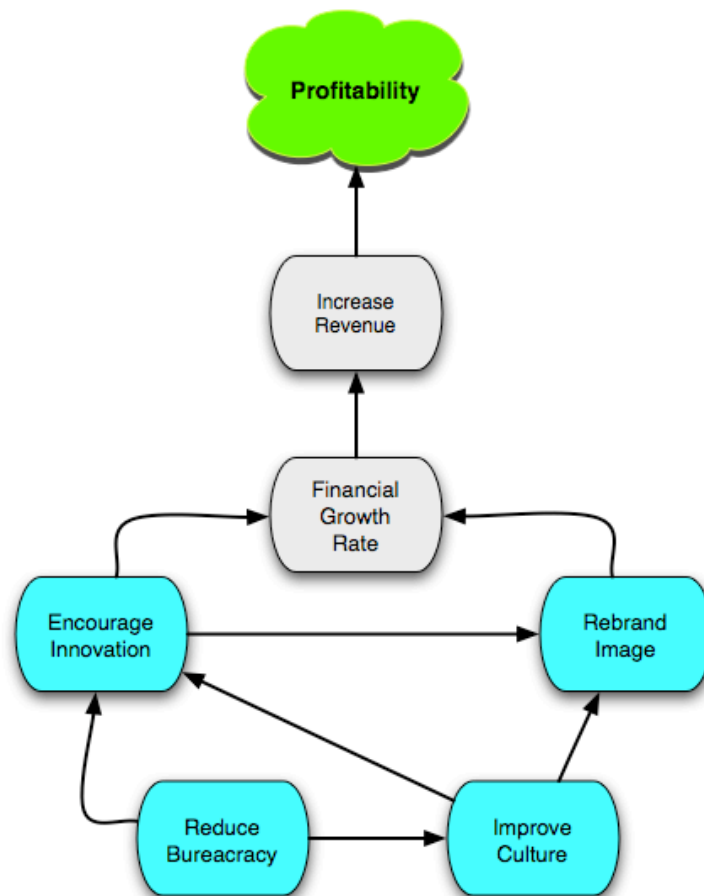 Profitability
Increase
Revenue
Financial
Growth
Rate
Encourage
Innovation
Rebrand
Image
Reduce
Bureacracy
Improve
Culture